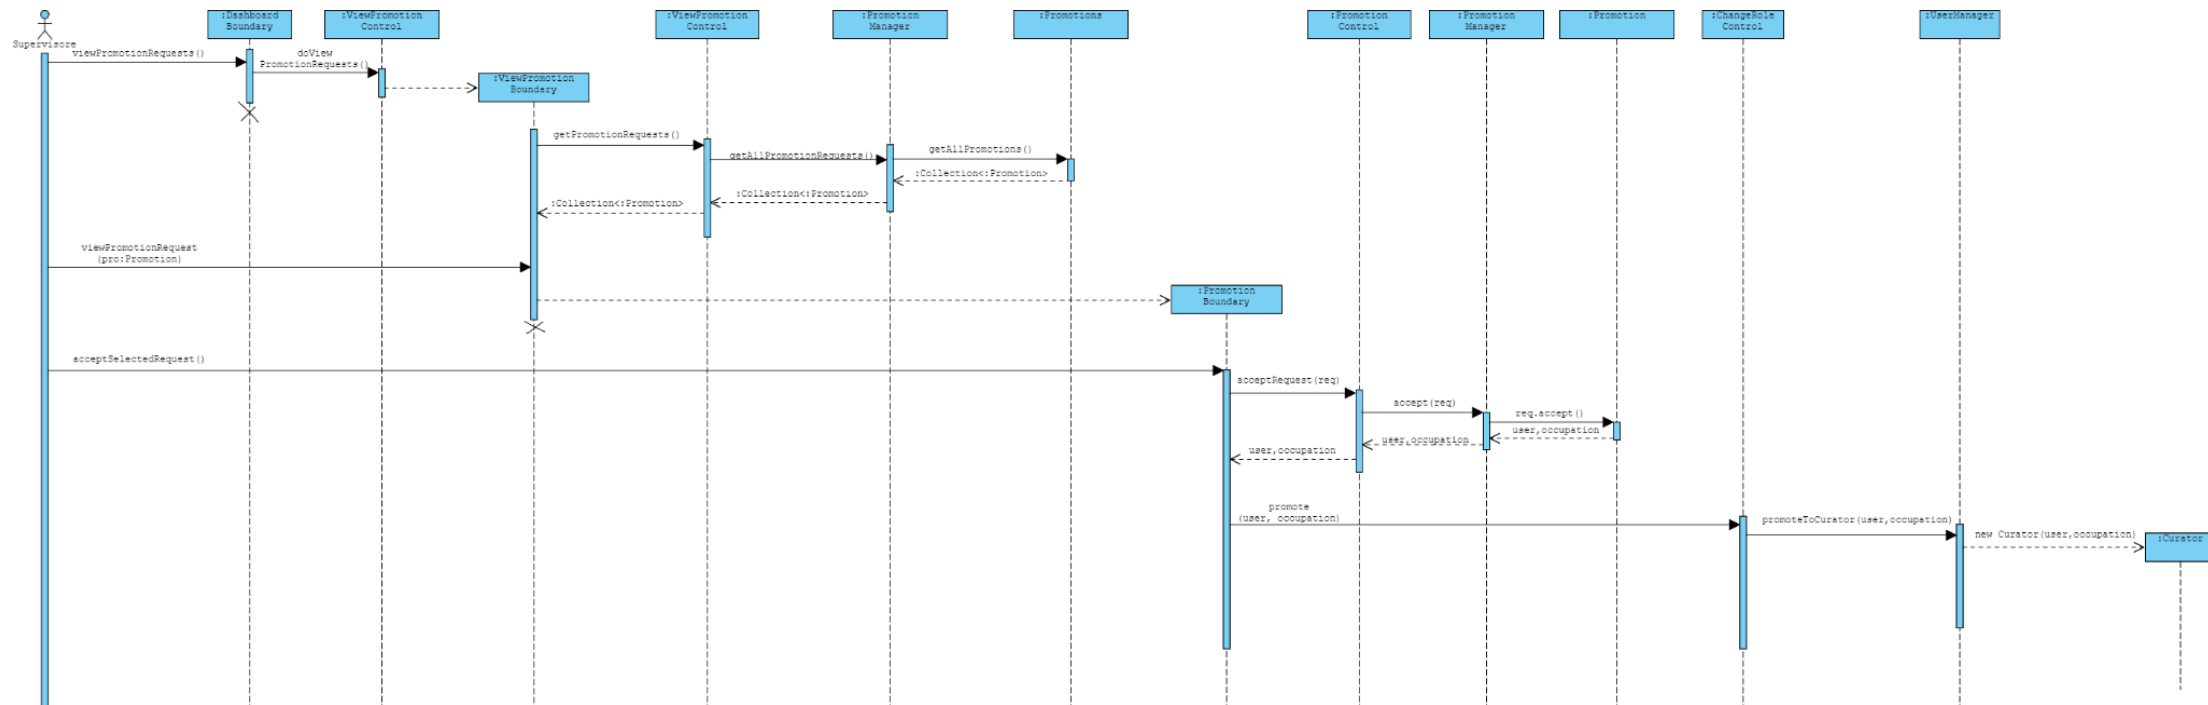 :Dashboard
Boundary
:ViewPromotion
Control
:ViewPromotion
Control
:Promotion
Manager
:Promotions
:Promotion
Control
:Promotion
Manager
:Promotion
:ChangeRole
Control
:UserManager
Supervisore
viewPromotionRequests()
doView
PromotionRequests()
:ViewPromotion
Boundary
getPromotionRequests()
getAllPromotionRequests()
getAllPromotions()
:Collection<:Promotion>
:Collection<:Promotion>
:Collection<:Promotion>
viewPromotionRequest
(pro:Promotion)
:Promotion
Boundary
acceptSelectedRequest()
acceptRequest(req)
accept(req)
req.accept()
user,occupation
user,occupation
user,occupation
promote
(user, occupation)
promoteToCurator(user,occupation)
new Curator(user,occupation)
:Curator